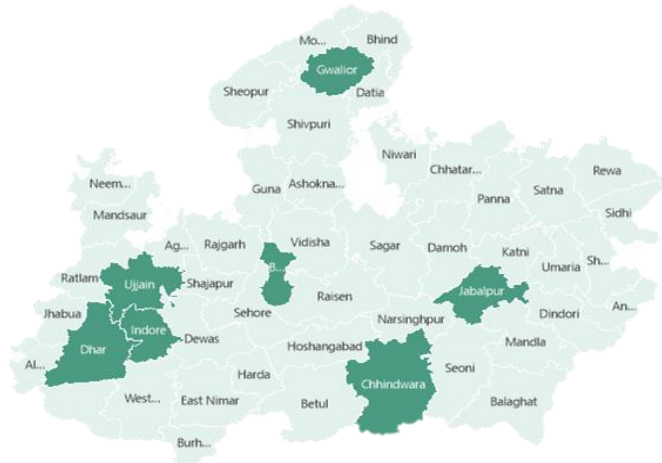 Mo...
Bhind
Gwalior
Sheopur
Datia
Shivpuri
Niwari
Chhatar...
Rewa
Neem...
Guna
Ashokna...
Panna
Satna
Mandsaur
Sidhi
Ag...
Rajgarh
Vidisha
Sagar
Damoh
Katni
Sh...
B...
Umaria
Ratlam
Ujjain
Shajapur
Raisen
Jabalpur
An...
Jhabua
Sehore
Narsinghpur
Dindori
Indore
Dewas
Dhar
Hoshangabad
Mandla
Al...
Harda
Chhindwara
Seoni
West...
East Nimar
Betul
Balaghat
Burh...